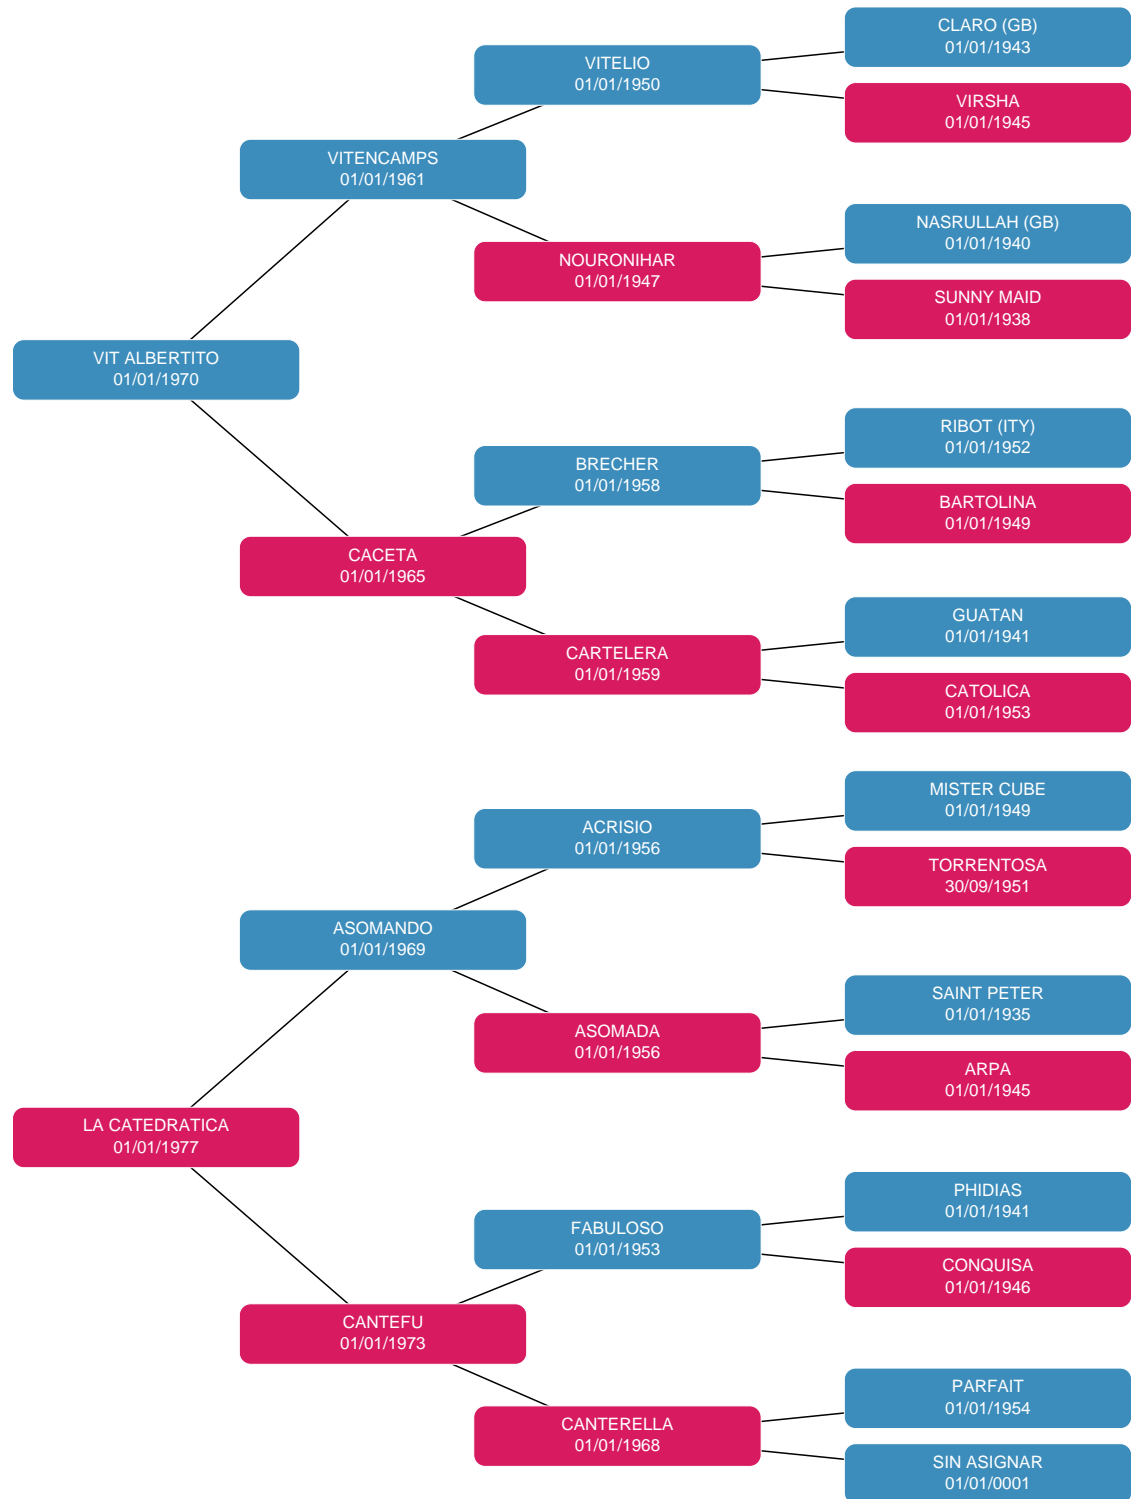 CLARO (GB)
01/01/1943
VITELIO
01/01/1950
VIRSHA
01/01/1945
VITENCAMPS
01/01/1961
NASRULLAH (GB)
01/01/1940
NOURONIHAR
01/01/1947
SUNNY MAID
01/01/1938
VIT ALBERTITO
01/01/1970
RIBOT (ITY)
01/01/1952
BRECHER
01/01/1958
BARTOLINA
01/01/1949
CACETA
01/01/1965
GUATAN
01/01/1941
CARTELERA
01/01/1959
CATOLICA
01/01/1953
MISTER CUBE
01/01/1949
ACRISIO
01/01/1956
TORRENTOSA
30/09/1951
ASOMANDO
01/01/1969
SAINT PETER
01/01/1935
ASOMADA
01/01/1956
ARPA
01/01/1945
LA CATEDRATICA
01/01/1977
PHIDIAS
01/01/1941
FABULOSO
01/01/1953
CONQUISA
01/01/1946
CANTEFU
01/01/1973
PARFAIT
01/01/1954
CANTERELLA
01/01/1968
SIN ASIGNAR
01/01/0001